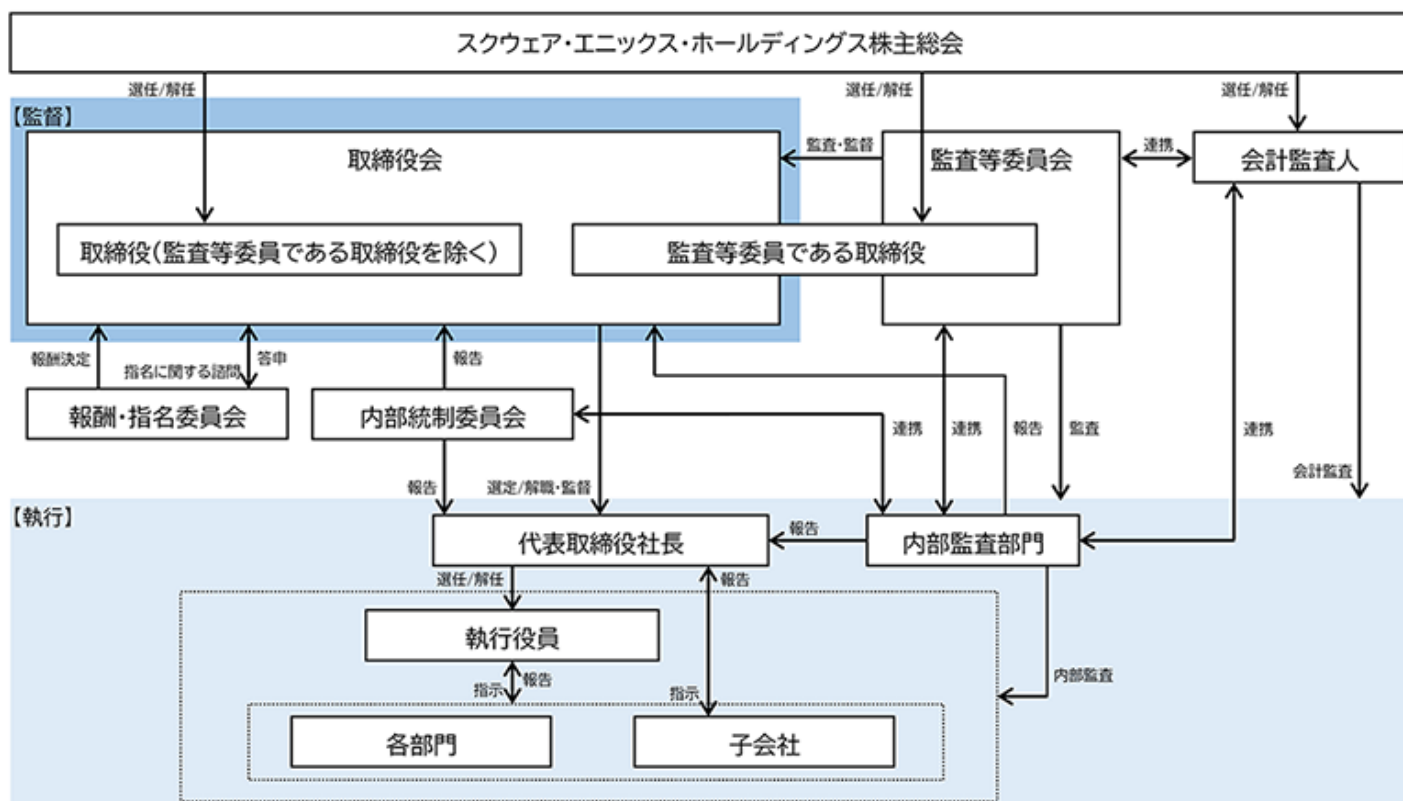 スクウェア・エニックス・ホールディングス株主総会
選任/解任
選任/解任
選任/解任
【監督】
取締役会
監査・監督
監査等委員会
連携
会計監査人
取締役(監査等委員である取締役を除く)
監査等委員である取締役
報酬決定
答申
指名に関する諮問
報告
報酬・指名委員会
内部統制委員会
連携
連携
報告
監査
連携
会計監査
報告
選定/解職・監督
【執行】
代表取締役社長
報告
内部監査部門
選任/解任
報告
執行役員
報告
指示
指示
内部監査
各部門
子会社